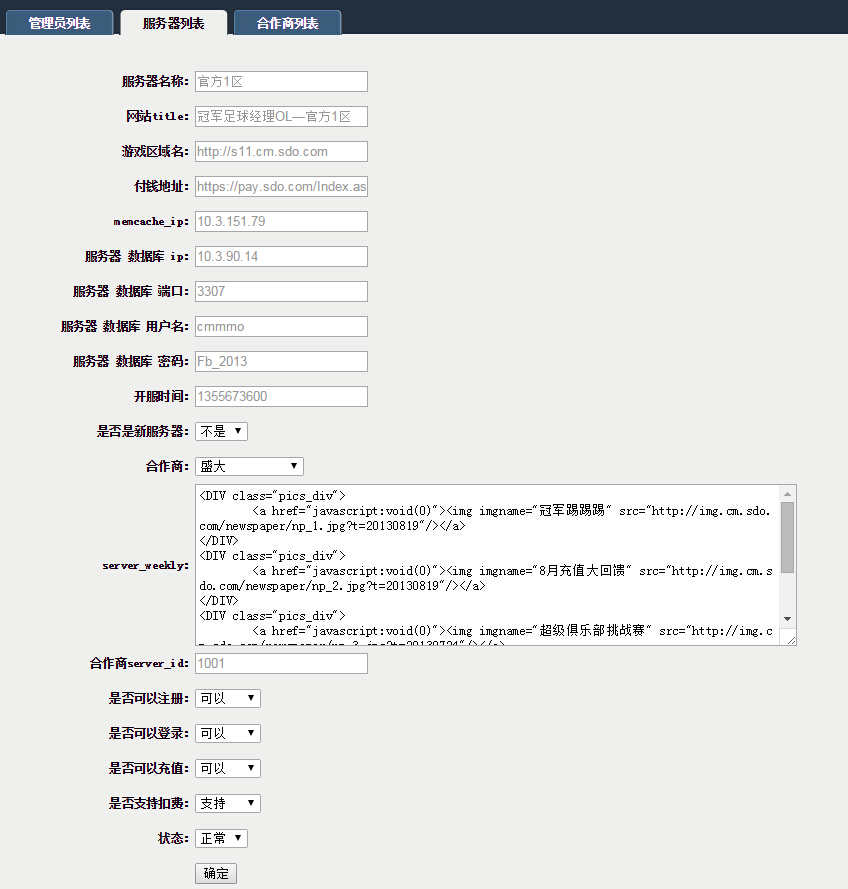 管理员列表 服务器列表 合作商列表
服务器名称: 官方1区
网站title: 冠军足球经理OL—官方1区
游戏区域名: http://s11.cm.sdo.com
付钱地址: https://pay.sdo.com/Index.as
memcache_ip: 10.3.151.79
服务器 数据库 ip: 10.3.90.14
服务器 数据库 端口: 3307
服务器 数据库 用户名: cmmmo
服务器 数据库 密码: Fb_2013
开服时间: 1355673600
是否是新服务器: 不是
合作商: 盛大
server_weekly:
<DIV class="pics_div">
<a href="javascript:void(0)"><img imgname="冠军踢踢踢" src="http://img.cm.sdo.
com/newspaper/np_1.jpg?t=20130819"/></a>
</DIV>
<DIV class="pics_div">
<a href="javascript:void(0)"><img imgname="8月充值大回馈" src="http://img.cm.s
do.com/newspaper/np_2.jpg?t=20130819"/></a>
</DIV>
<DIV class="pics_div">
<a href="javascript:void(0)"><img imgname="超级俱乐部挑战赛" src="http://img.c
m.sdo.com/newspaper/np_3.jpg?t=20130724"/></a>
合作商server_id: 1001
是否可以注册: 可以
是否可以登录: 可以
是否可以充值: 可以
是否支持扣费: 支持
状态: 正常
确定